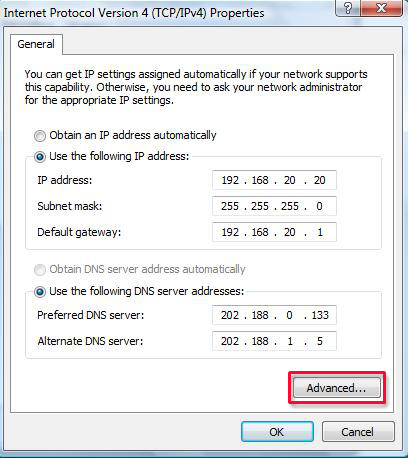 Internet Protocol Version 4 (TCP/IPv4) Properties
General
You can get IP settings assigned automatically if your network supports
this capability. Otherwise, you need to ask your network administrator
for the appropriate IP settings.
Obtain an IP address automatically
Use the following IP address:
IP address: 192 . 168 . 20 . 20
Subnet mask: 255 . 255 . 255 . 0
Default gateway: 192 . 168 . 20 . 1
Obtain DNS server address automatically
Use the following DNS server addresses:
Preferred DNS server: 202 . 188 . 0 . 133
Alternate DNS server: 202 . 188 . 1 . 5
Advanced...
OK Cancel